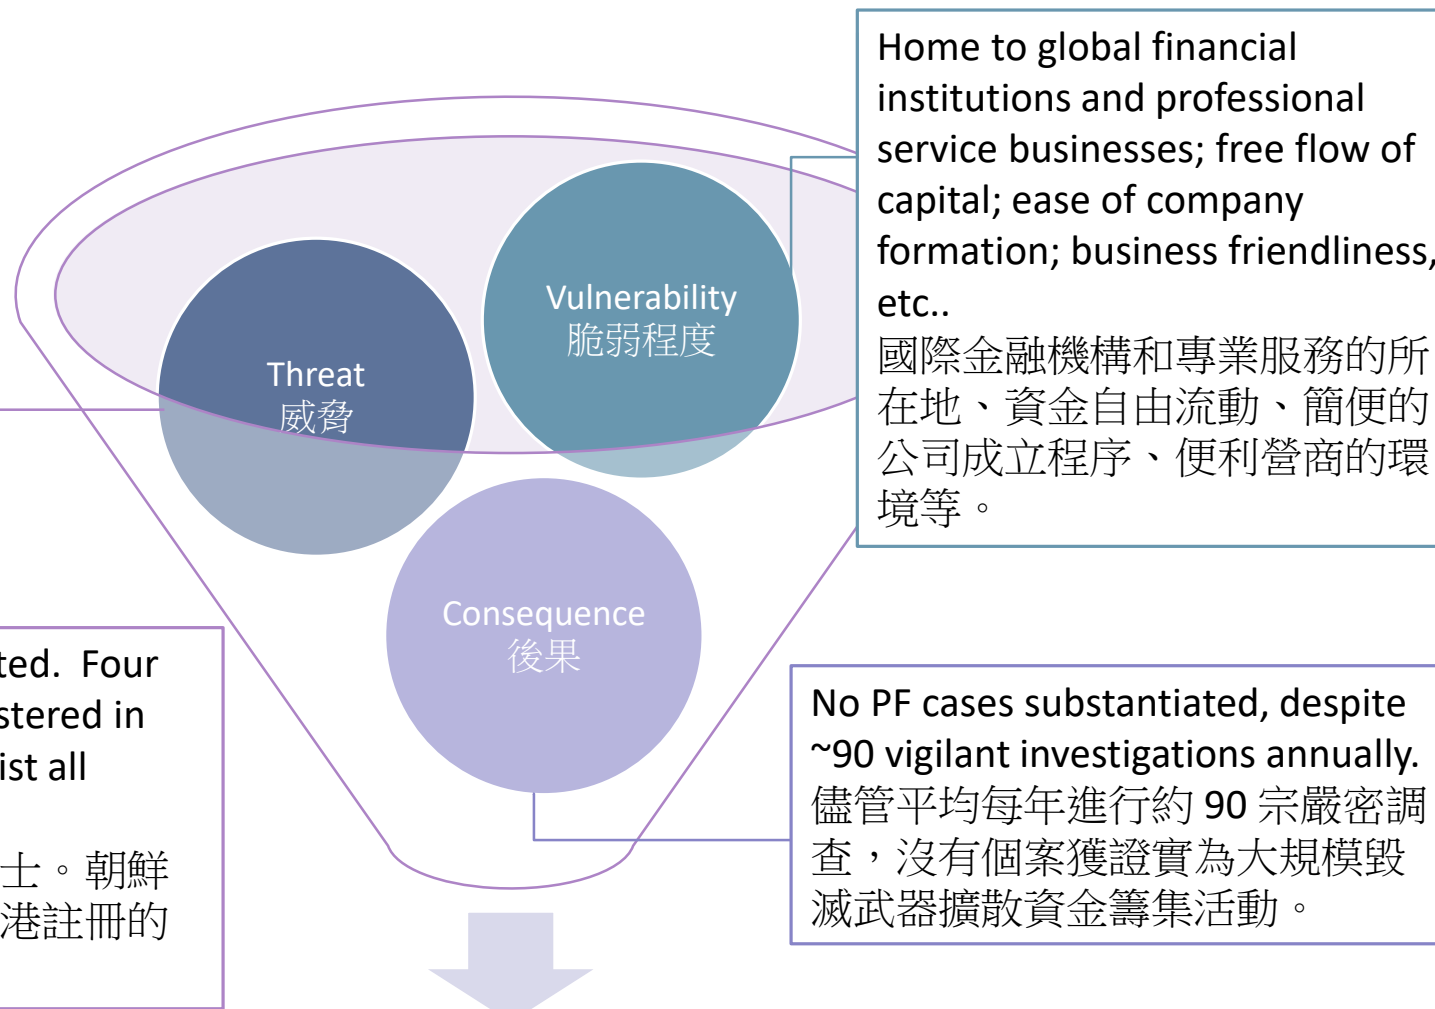 Home to global financial
institutions and professional
service businesses; free flow of
capital; ease of company
formation; business friendliness,
etc..
國際金融機構和專業服務的所
在地、資金自由流動、簡便的
公司成立程序、便利營商的環
境等。
Vulnerability
脆弱程度
Threat
威脅
Consequence
後果
ted.  Four
stered in
ist all
士。朝鮮
港註冊的
No PF cases substantiated, despite
~90 vigilant investigations annually.
儘管平均每年進行約 90 宗嚴密調
查，沒有個案獲證實為大規模毀
滅武器擴散資金籌集活動。